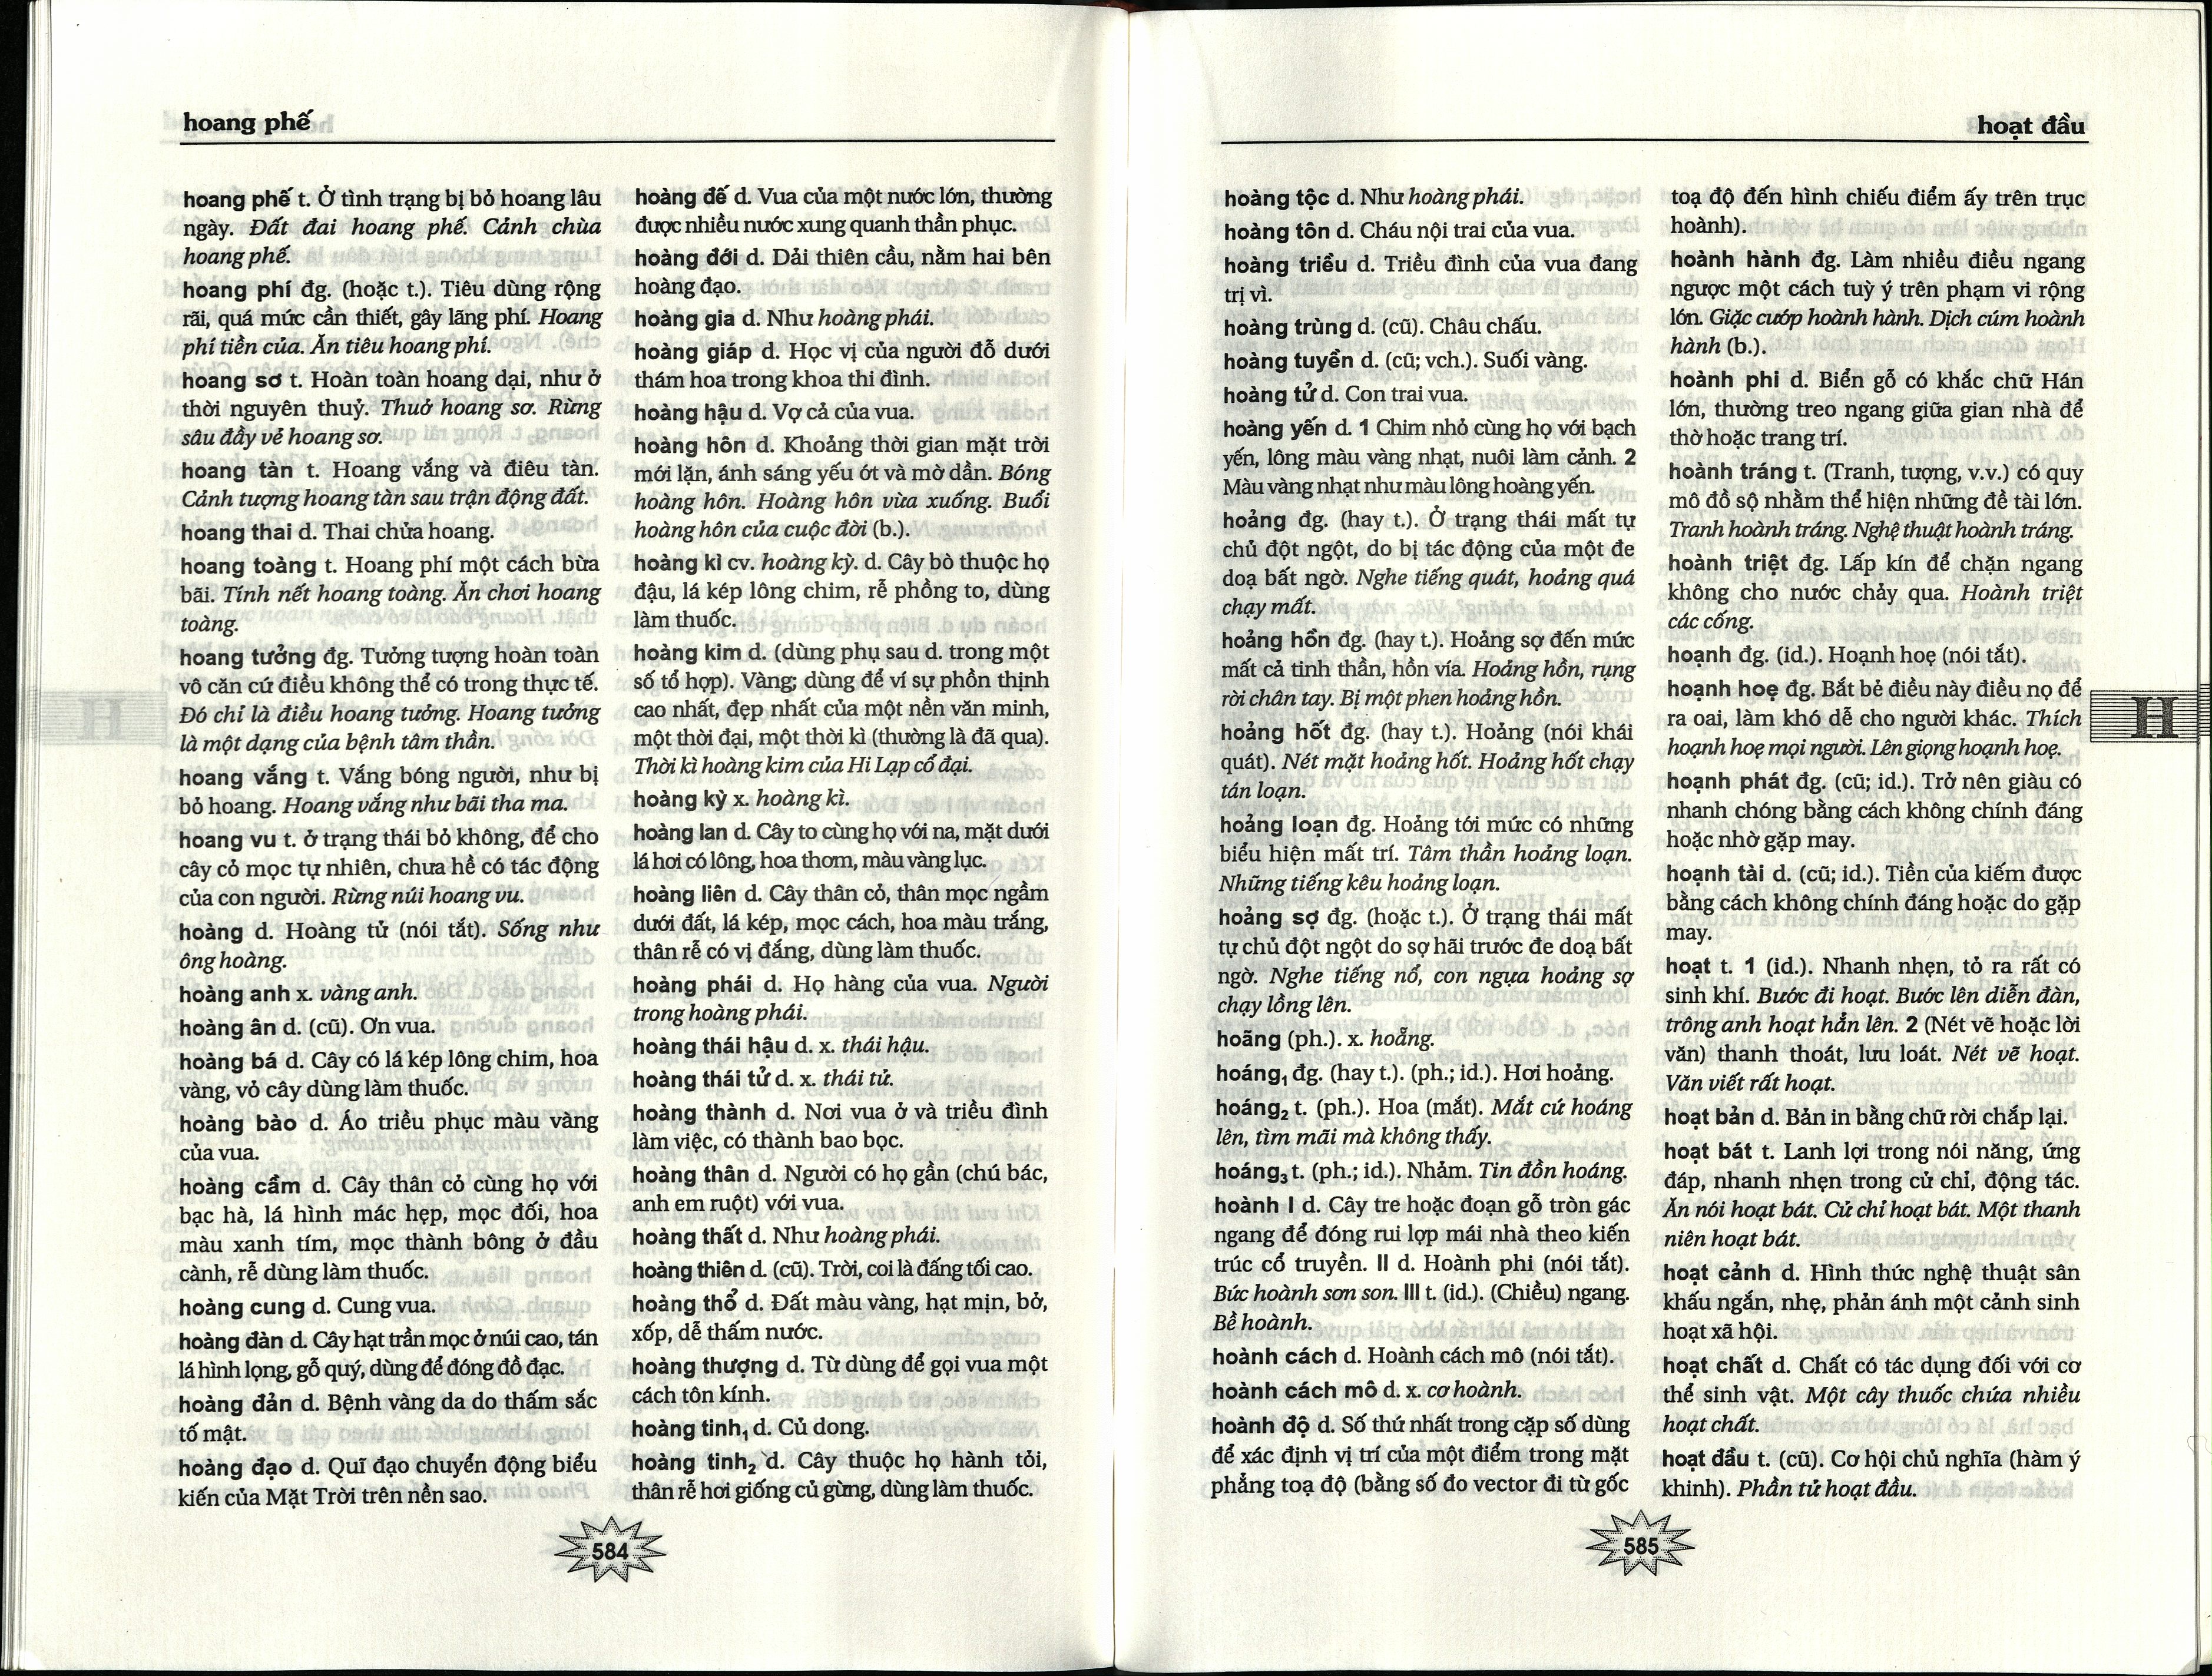 hoang phế
hoang phế t. Ở tình trạng bị bỏ hoang lâu
ngày. Đất đai hoang phế. Cảnh chùa
hoang phế.
hoang phí đg. (hoặc t.). Tiêu dùng rộng
rãi, quá mức cần thiết, gây lãng phí. Hoang
phí tiền của. Ăn tiêu hoang phí.
hoang sơ t. Hoàn toàn hoang dại, như ở
thời nguyên thuỷ. Thuở hoang sơ. Rừng
sâu đầy vẻ hoang sơ.
hoang tàn t. Hoang vắng và điêu tàn.
Cảnh tượng hoang tàn sau trận động đất.
hoang thai d. Thai chửa hoang.
hoang toàng t. Hoang phí một cách bừa
bãi. Tính nết hoang toàng. Ăn chơi hoang
toàng.
hoang tưởng đg. Tưởng tượng hoàn toàn
vô căn cứ điều không thể có trong thực tế.
Đó chỉ là điều hoang tưởng. Hoang tưởng
là một dạng của bệnh tâm thần.
hoang vắng t. Vắng bóng người, như bị
bỏ hoang. Hoang vắng như bãi tha ma.
hoang vu t. ở trạng thái bỏ không, để cho
cây cỏ mọc tự nhiên, chưa hề có tác động
của con người. Rừng núi hoang vu.
hoàng d. Hoàng tử (nói tắt). Sống như
ông hoàng.
hoàng anh x. vàng anh.
hoàng ân d. (cũ). Ơn vua.
hoàng bá d. Cây có lá kép lông chim, hoa
vàng, vỏ cây dùng làm thuốc.
hoàng bào d. Áo triều phục màu vàng
của vua.
hoàng cầm d. Cây thân cỏ cùng họ với
bạc hà, lá hình mác hẹp, mọc đối, hoa
màu xanh tím, mọc thành bông ở đầu
cành, rễ dùng làm thuốc.
hoàng cung d. Cung vua.
hoàng đàn d. Cây hạt trần mọc ở núi cao, tán
lá hình lọng, gỗ quý, dùng để đóng đồ đạc.
hoàng đản d. Bệnh vàng da do thấm sắc
tố mật.
hoàng đạo d. Quĩ đạo chuyển động biểu
kiến của Mặt Trời trên nền sao.
hoàng đế d. Vua của một nước lớn, thường
được nhiều nước xung quanh thần phục.
hoàng đới d. Dải thiên cầu, nằm hai bên
hoàng đạo.
hoàng gia d. Như hoàng phái.
hoàng giáp d. Học vị của người đỗ dưới
thám hoa trong khoa thi đình.
hoàng hậu d. Vợ cả của vua.
hoàng hôn d. Khoảng thời gian mặt trời
mới lặn, ánh sáng yếu ớt và mờ dần. Bóng
hoàng hôn. Hoàng hôn vừa xuống. Buổi
hoàng hôn của cuộc đời (b.).
hoàng kì cv. hoàng kỳ. d. Cây bò thuộc họ
đậu, lá kép lông chim, rễ phồng to, dùng
làm thuốc.
hoàng kim d. (dùng phụ sau d. trong một
số tổ hợp). Vàng; dùng để ví sự phồn thịnh
cao nhất, đẹp nhất của một nền văn minh,
một thời đại, một thời kì (thường là đã qua).
Thời kì hoàng kim của Hi Lạp cổ đại.
hoàng kỳ x. hoàng kì.
hoàng lan d. Cây to cùng họ với na, mặt dưới
lá hơi có lông, hoa thơm, màu vàng lục.
hoàng liên d. Cây thân cỏ, thân mọc ngầm
dưới đất, lá kép, mọc cách, hoa màu trắng,
thân rễ có vị đắng, dùng làm thuốc.
hoàng phái d. Họ hàng của vua. Người
trong hoàng phái.
hoàng thái hậu d. x. thái hậu.
hoàng thái tử d. x. thái tử.
hoàng thành d. Nơi vua ở và triều đình
làm việc, có thành bao bọc.
hoàng thân d. Người có họ gần (chú bác,
anh em ruột) với vua.
hoàng thất d. Như hoàng phái.
hoàng thiên d. (cũ). Trời, coi là đấng tối cao.
hoàng thổ d. Đất màu vàng, hạt mịn, bở,
xốp, dễ thấm nước.
hoàng thượng d. Từ dùng để gọi vua một
cách tôn kính.
hoàng tinh₁ d. Củ dong.
hoàng tinh₂ d. Cây thuộc họ hành tỏi,
thân rễ hơi giống củ gừng, dùng làm thuốc.
584
hoạt đầu
hoàng tộc d. Như hoàng phái.
hoàng tôn d. Cháu nội trai của vua.
hoàng triều d. Triều đình của vua đang
trị vì.
hoàng trùng d. (cũ). Châu chấu.
hoàng tuyền d. (cũ; vch.). Suối vàng.
hoàng tử d. Con trai vua.
hoàng yến d. 1 Chim nhỏ cùng họ với bạch
yến, lông màu vàng nhạt, nuôi làm cảnh. 2
Màu vàng nhạt như màu lông hoàng yến.
hoảng đg. (hay t.). Ở trạng thái mất tự
chủ đột ngột, do bị tác động của một đe
doạ bất ngờ. Nghe tiếng quát, hoảng quá
chạy mất.
hoảng hồn đg. (hay t.). Hoảng sợ đến mức
mất cả tinh thần, hồn vía. Hoảng hồn, rụng
rời chân tay. Bị một phen hoảng hồn.
hoảng hốt đg. (hay t.). Hoảng (nói khái
quát). Nét mặt hoảng hốt. Hoảng hốt chạy
tán loạn.
hoảng loạn đg. Hoảng tới mức có những
biểu hiện mất trí. Tâm thần hoảng loạn.
Những tiếng kêu hoảng loạn.
hoảng sợ đg. (hoặc t.). Ở trạng thái mất
tự chủ đột ngột do sợ hãi trước đe doạ bất
ngờ. Nghe tiếng nổ, con ngựa hoảng sợ
chạy lồng lên.
hoãng (ph.). x. hoẵng.
hoáng₁ đg. (hay t.). (ph.; id.). Hơi hoảng.
hoáng₂ t. (ph.). Hoa (mắt). Mắt cứ hoáng
lên, tìm mãi mà không thấy.
hoáng₃ t. (ph.; id.). Nhảm. Tin đồn hoáng.
hoành I d. Cây tre hoặc đoạn gỗ tròn gác
ngang để đóng rui lợp mái nhà theo kiến
trúc cổ truyền. II d. Hoành phi (nói tắt).
Bức hoành sơn son. III t. (id.). (Chiều) ngang.
Bề hoành.
hoành cách d. Hoành cách mô (nói tắt).
hoành cách mô d. x. cơ hoành.
hoành độ d. Số thứ nhất trong cặp số dùng
để xác định vị trí của một điểm trong mặt
phẳng toạ độ (bằng số đo vector đi từ gốc
toạ độ đến hình chiếu điểm ấy trên trục
hoành).
hoành hành đg. Làm nhiều điều ngang
ngược một cách tuỳ ý trên phạm vi rộng
lớn. Giặc cướp hoành hành. Dịch cúm hoành
hành (b.).
hoành phi d. Biển gỗ có khắc chữ Hán
lớn, thường treo ngang giữa gian nhà để
thờ hoặc trang trí.
hoành tráng t. (Tranh, tượng, v.v.) có quy
mô đồ sộ nhằm thể hiện những đề tài lớn.
Tranh hoành tráng. Nghệ thuật hoành tráng.
hoành triệt đg. Lấp kín để chặn ngang
không cho nước chảy qua. Hoành triệt
các cống.
hoạnh đg. (id.). Hoạnh hoẹ (nói tắt).
hoạnh hoẹ đg. Bắt bẻ điều này điều nọ để
ra oai, làm khó dễ cho người khác. Thích
hoạnh hoẹ mọi người. Lên giọng hoạnh hoẹ.
hoạnh phát đg. (cũ; id.). Trở nên giàu có
nhanh chóng bằng cách không chính đáng
hoặc nhờ gặp may.
hoạnh tài d. (cũ; id.). Tiền của kiếm được
bằng cách không chính đáng hoặc do gặp
may.
hoạt t. 1 (id.). Nhanh nhẹn, tỏ ra rất có
sinh khí. Bước đi hoạt. Bước lên diễn đàn,
trông anh hoạt hẳn lên. 2 (Nét vẽ hoặc lời
văn) thanh thoát, lưu loát. Nét vẽ hoạt.
Văn viết rất hoạt.
hoạt bản d. Bản in bằng chữ rời chắp lại.
hoạt bát t. Lanh lợi trong nói năng, ứng
đáp, nhanh nhẹn trong cử chỉ, động tác.
Ăn nói hoạt bát. Cử chỉ hoạt bát. Một thanh
niên hoạt bát.
hoạt cảnh d. Hình thức nghệ thuật sân
khấu ngắn, nhẹ, phản ánh một cảnh sinh
hoạt xã hội.
hoạt chất d. Chất có tác dụng đối với cơ
thể sinh vật. Một cây thuốc chứa nhiều
hoạt chất.
hoạt đầu t. (cũ). Cơ hội chủ nghĩa (hàm ý
khinh). Phần tử hoạt đầu.
H
585